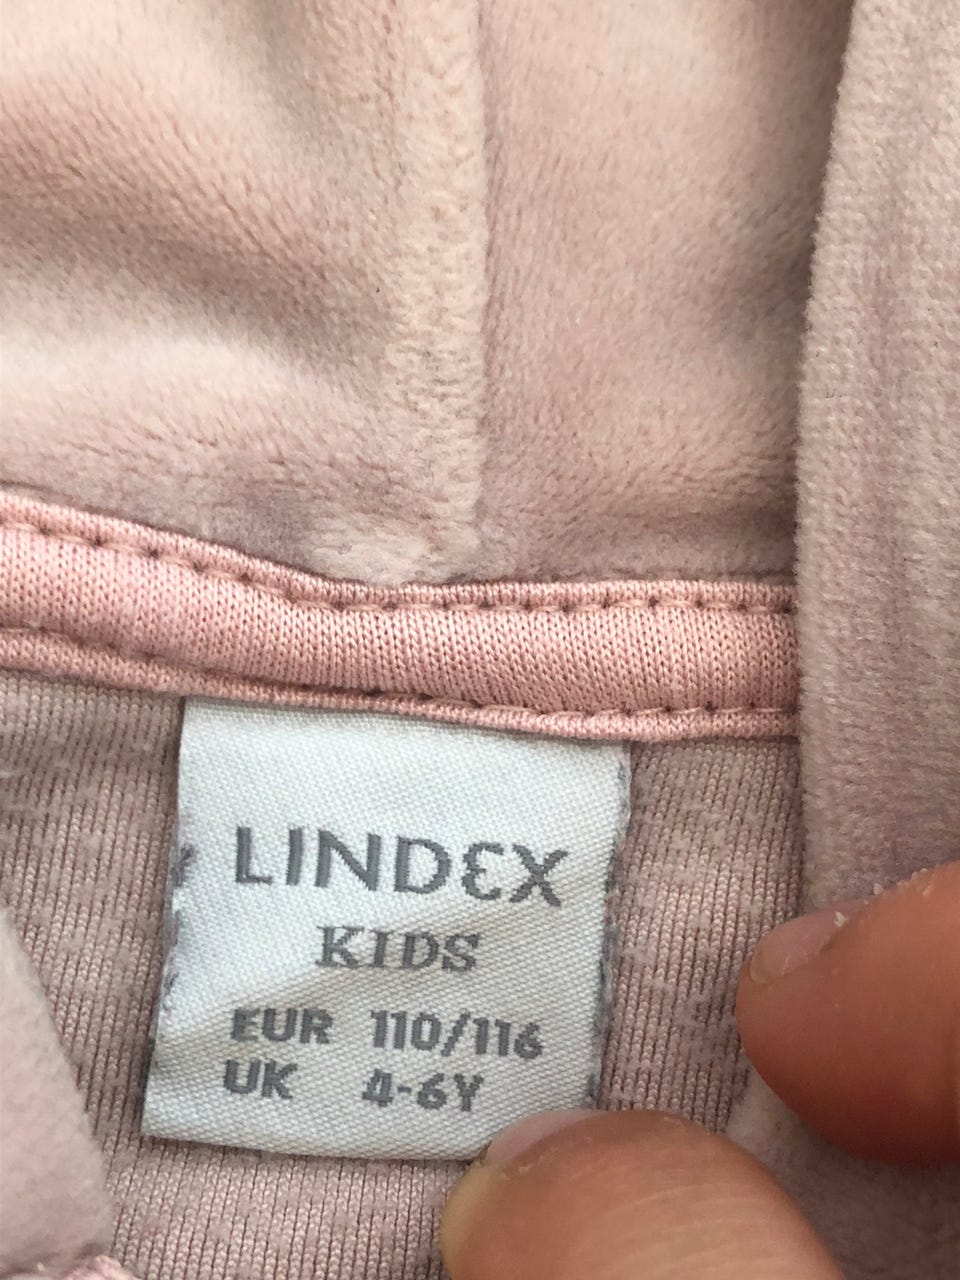 LINDEX
KIDS
EUR 110/116
UK 4-6Y